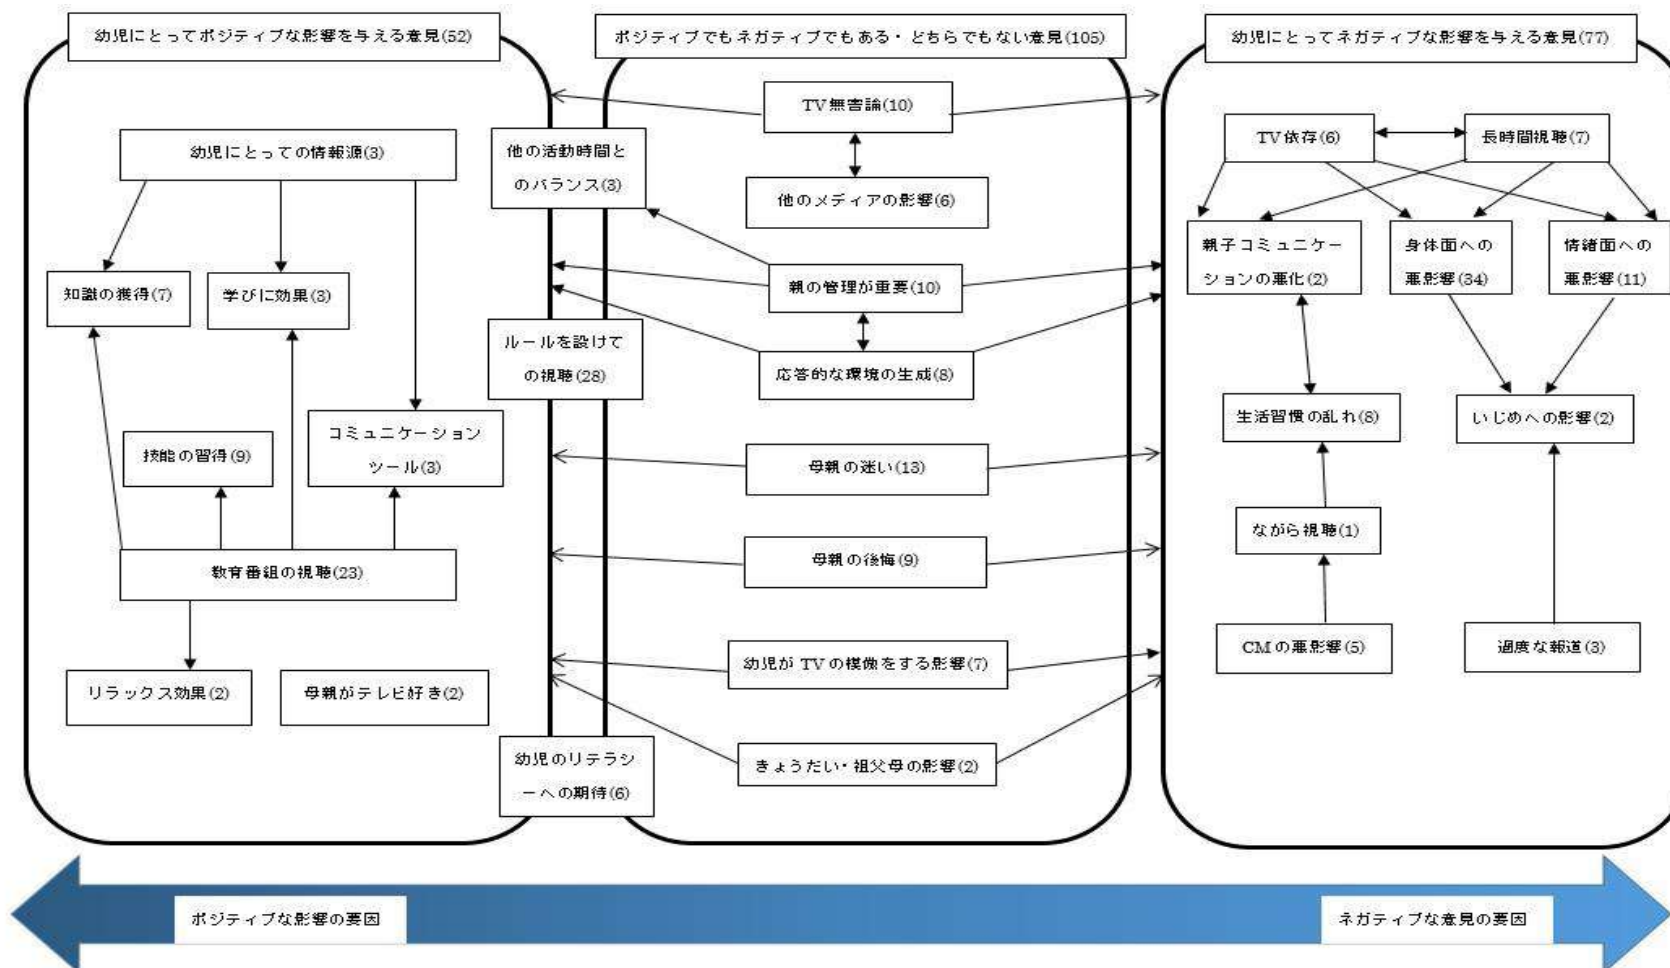 幼児にとってポジティブな影響を与える意見(52)
ポジティブでもネガティブでもある・どちらでもない意見(105)
幼児にとってネガティブな影響を与える意見(77)
幼児にとっての情報源(3)
知識の獲得(7)
学びに効果(3)
技能の習得(9)
コミュニケーション
ツール(3)
教育番組の視聴(23)
リラックス効果(2)
母親がテレビ好き(2)
他の活動時間と
のバランス(3)
ルールを設けて
の視聴(28)
幼児のリテラシ
ーへの期待(6)
TV無害論(10)
他のメディアの影響(6)
親の管理が重要(10)
応答的な環境の生成(8)
母親の迷い(13)
母親の後悔(9)
幼児が TV の模倣をする影響(7)
きょうだい・祖父母の影響(2)
TV依存(6)
長時間視聴(7)
親子コミュニケー
ションの悪化(2)
身体面への
悪影響(34)
情緒面への
悪影響(11)
生活習慣の乱れ(8)
いじめへの影響(2)
ながら視聴(1)
CMの悪影響(5)
過度な報道(3)
ポジティブな影響の要因
ネガティブな意見の要因